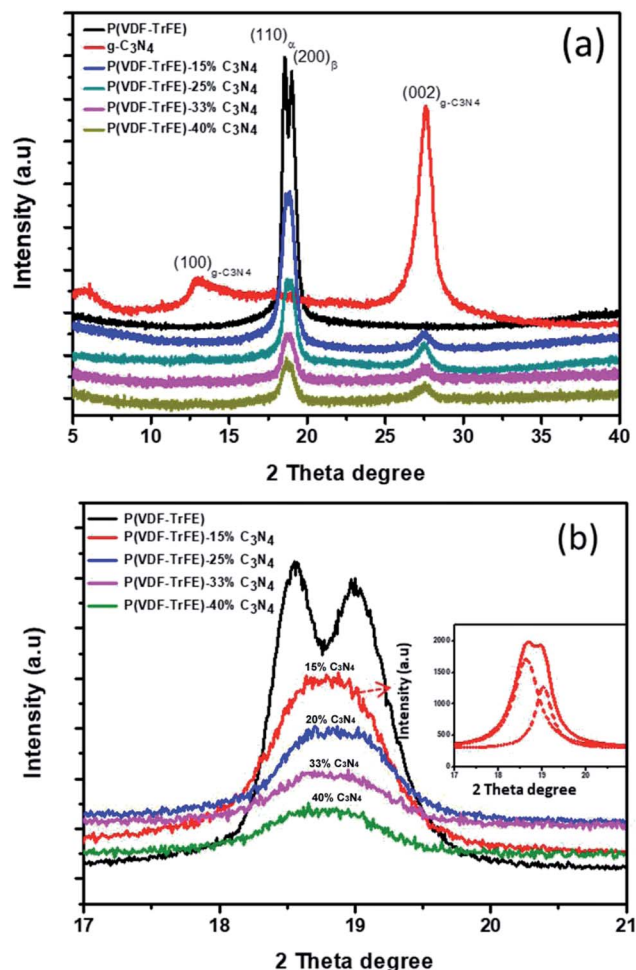 P(VDF-TrFE)
g-C3N4
P(VDF-TrFE)-15% C3N4
P(VDF-TrFE)-25% C3N4
P(VDF-TrFE)-33% C3N4
P(VDF-TrFE)-40% C3N4
(110)α
(200)β
(a)
(002)g-C3N4
(100)g-C3N4
Intensity (a.u)
5 10 15 20 25 30 35 40
2 Theta degree
P(VDF-TrFE)
P(VDF-TrFE)-15% C3N4
P(VDF-TrFE)-25% C3N4
P(VDF-TrFE)-33% C3N4
P(VDF-TrFE)-40% C3N4
(b)
15% C3N4
20% C3N4
33% C3N4
40% C3N4
Intensity (a.u)
2000
1500
1000
500
0
17 18 19 20
2 Theta degree
Intensity (a.u)
17 18 19 20 21
2 Theta degree